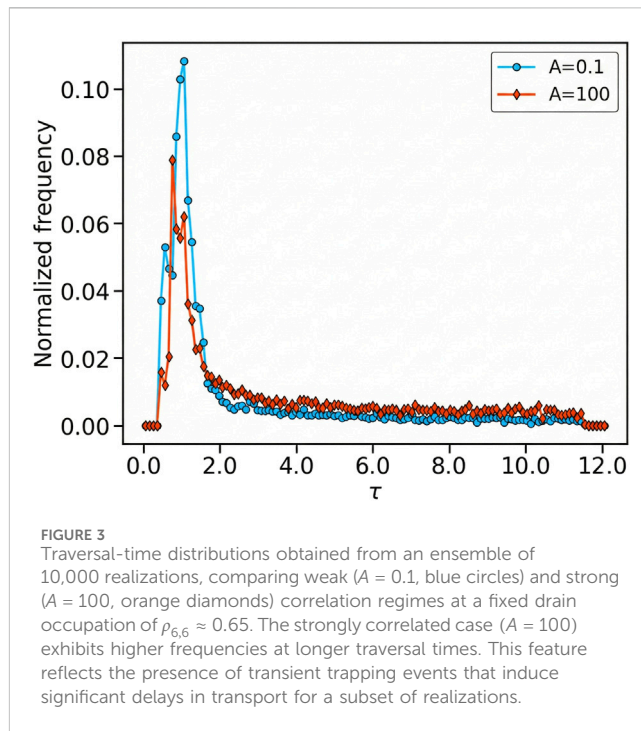 A=0.1
A=100
Normalized frequency
0.10
0.08
0.06
0.04
0.02
0.00
0.0 2.0 4.0 6.0 8.0 10.0 12.0
τ
FIGURE 3
Traversal-time distributions obtained from an ensemble of
10,000 realizations, comparing weak (A = 0.1, blue circles) and strong
(A = 100, orange diamonds) correlation regimes at a fixed drain
occupation of ρ6,6 ≈ 0.65. The strongly correlated case (A = 100)
exhibits higher frequencies at longer traversal times. This feature
reflects the presence of transient trapping events that induce
significant delays in transport for a subset of realizations.